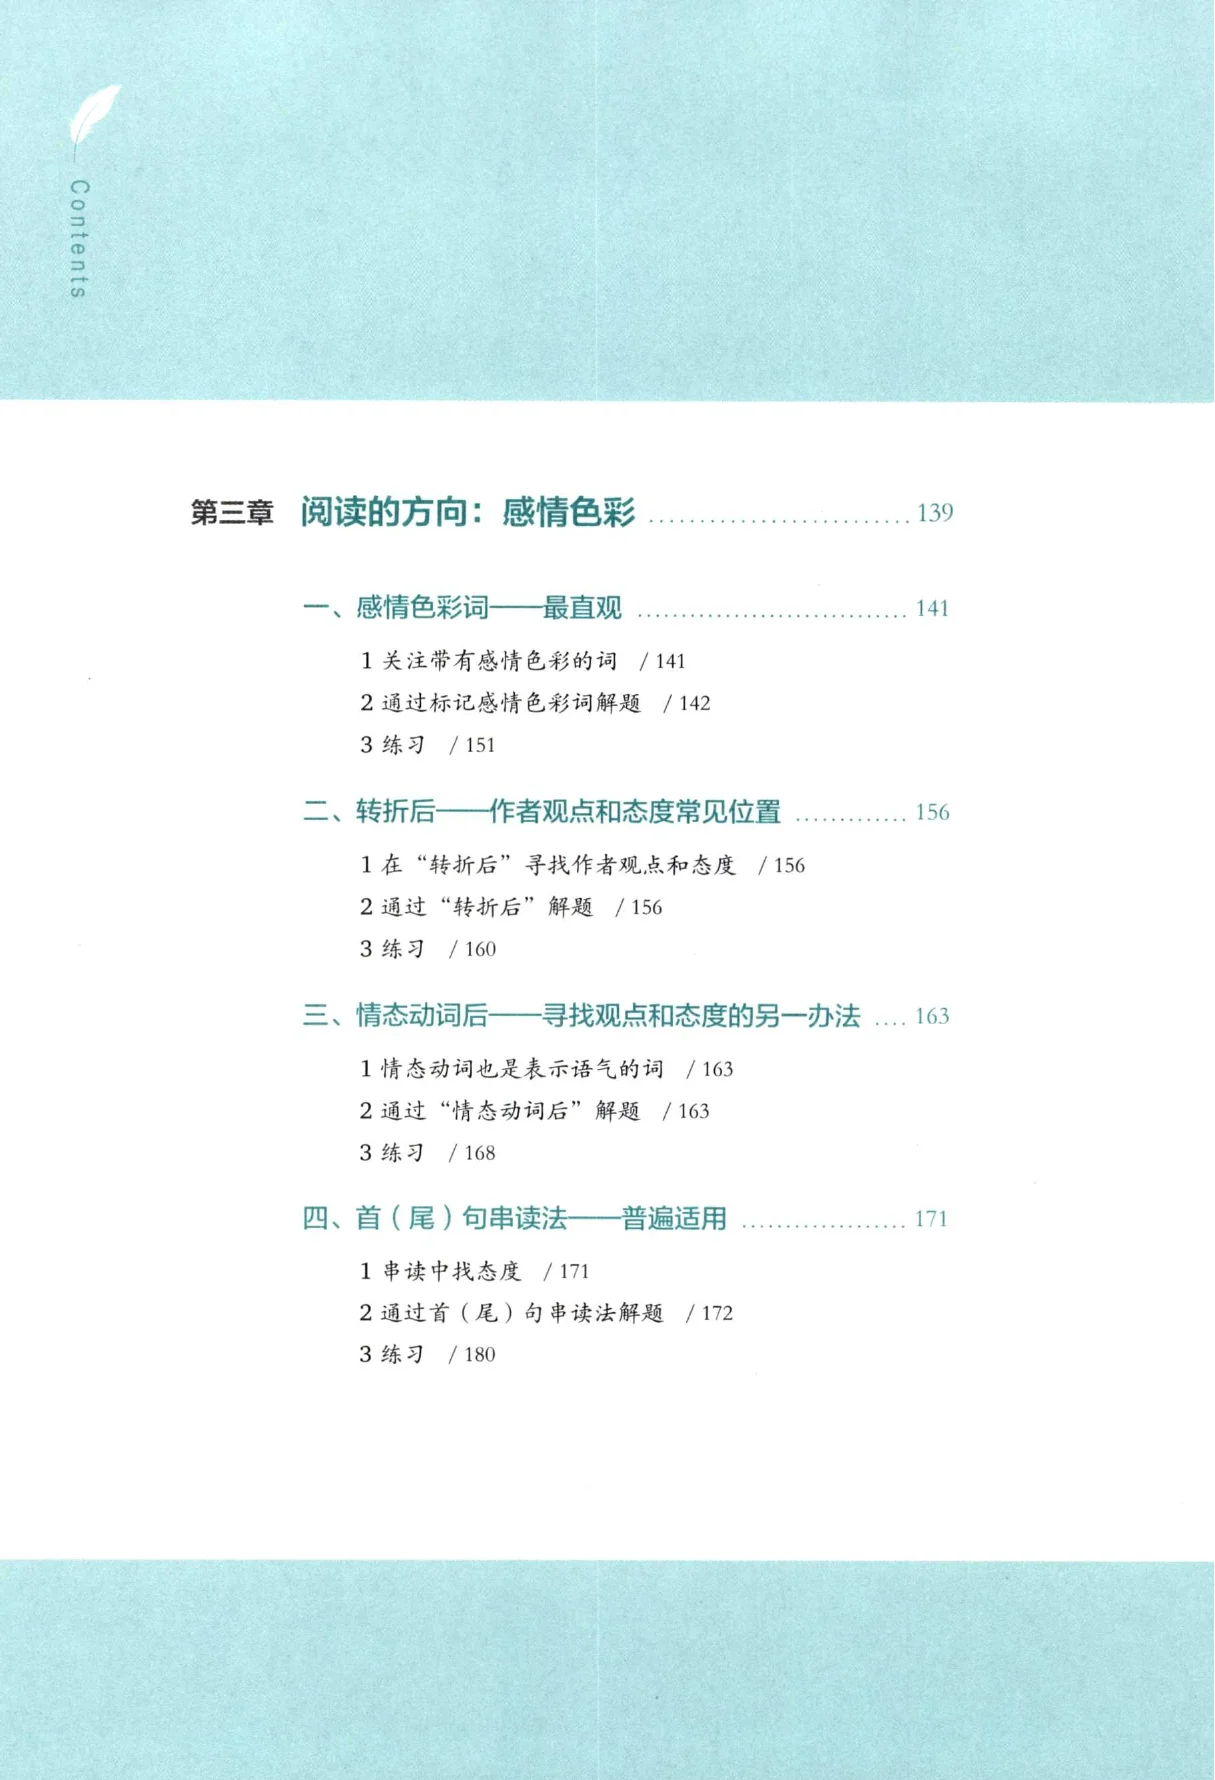 Contents
第三章 阅读的方向：感情色彩 .......................... 139
一、感情色彩词——最直观 ............................ 141
1 关注带有感情色彩的词 / 141
2 通过标记感情色彩词解题 / 142
3 练习 / 151
二、转折后——作者观点和态度常见位置 ............. 156
1 在“转折后”寻找作者观点和态度 / 156
2 通过“转折后”解题 / 156
3 练习 / 160
三、情态动词后——寻找观点和态度的另一办法 .... 163
1 情态动词也是表示语气的词 / 163
2 通过“情态动词后”解题 / 163
3 练习 / 168
四、首（尾）句串读法——普遍适用 ................... 171
1 串读中找态度 / 171
2 通过首（尾）句串读法解题 / 172
3 练习 / 180